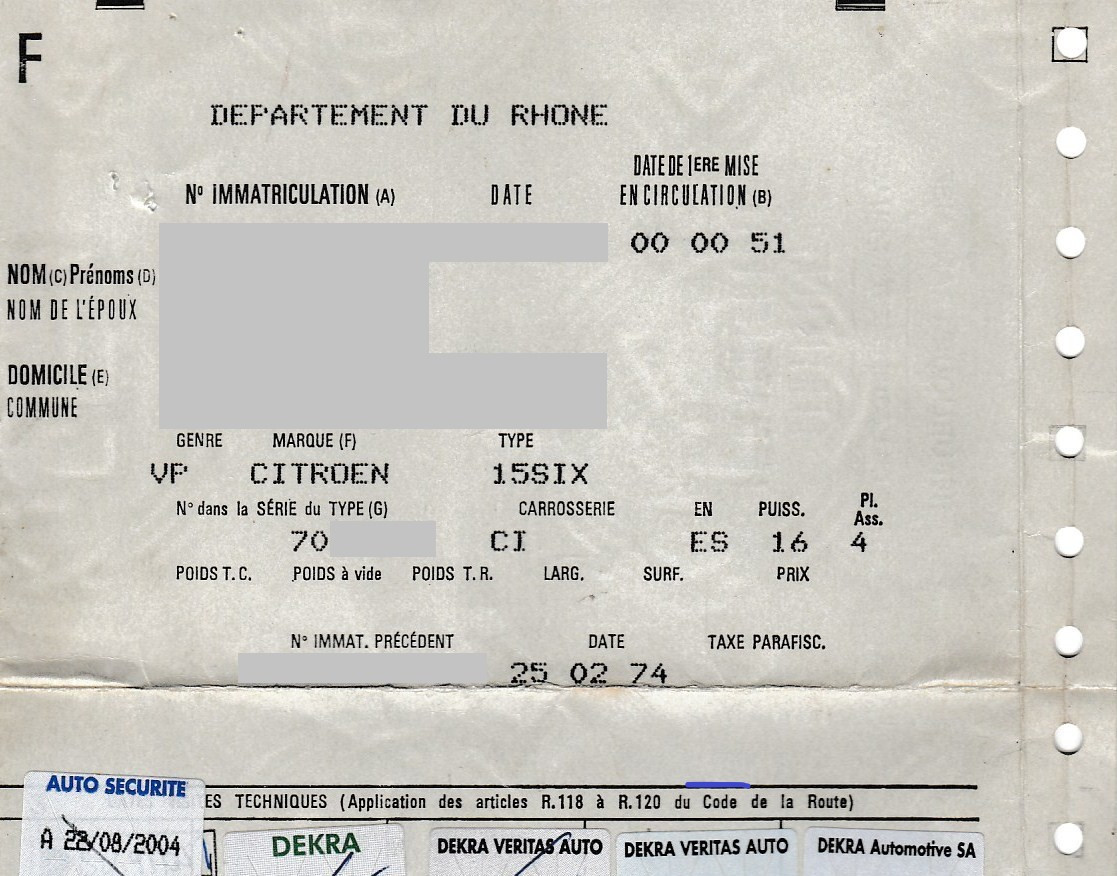 F
DEPARTEMENT DU RHONE
N° IMMATRICULATION (A) DATE DATE DE 1ERE MISE EN CIRCULATION (B)
00 00 51
NOM (C) Prénoms (D)
NOM DE L'ÉPOUX
DOMICILE (E)
COMMUNE
GENRE MARQUE (F) TYPE
VP CITROEN 15SIX
N° dans la SÉRIE du TYPE (G) CARROSSERIE EN PUISS. Pl. Ass.
70 CI ES 16 4
POIDS T.C. POIDS à vide POIDS T.R. LARG. SURF. PRIX
N° IMMAT. PRÉCÉDENT DATE TAXE PARAFISC.
25 02 74
ES TECHNIQUES (Application des articles R.118 à R.120 du Code de la Route)
AUTO SECURITE
A 22/08/2004
DEKRA
DEKRA VERITAS AUTO
DEKRA VERITAS AUTO
DEKRA Automotive SA